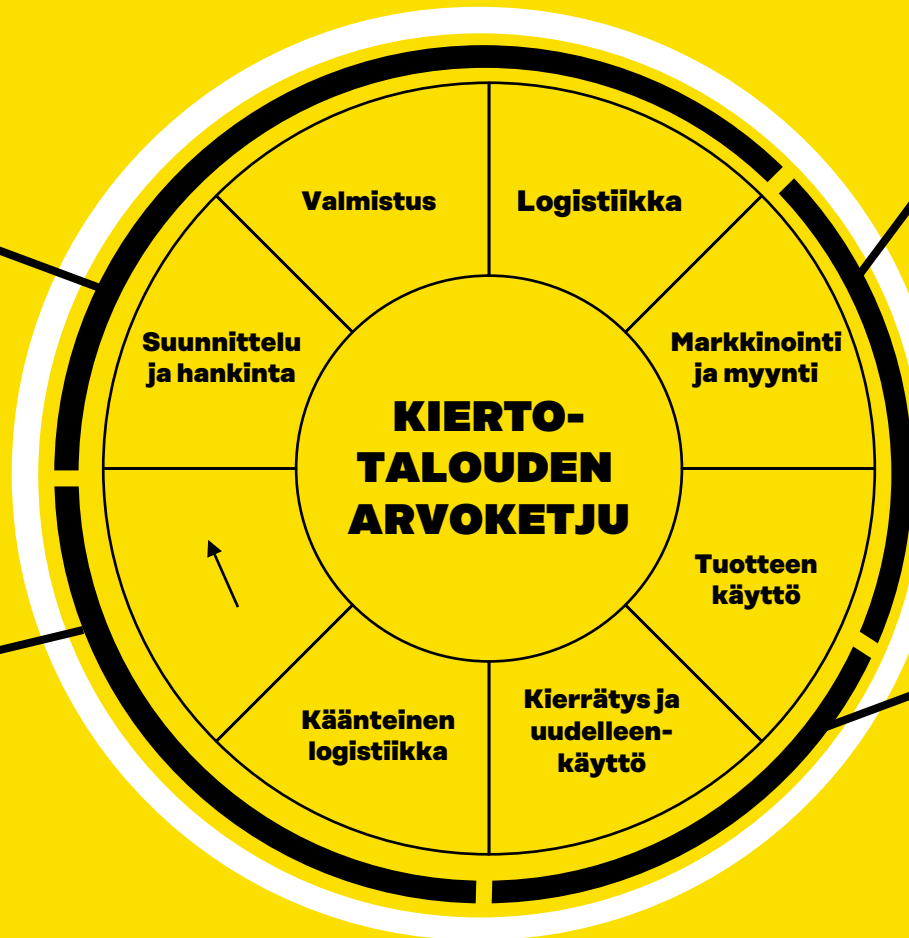 Valmistus
Logistiikka
Suunnittelu
ja hankinta
Markkinointi
ja myynti
KIERTO-
TALOUDEN
ARVOKETJU
Tuotteen
käyttö
Kierrätys ja
uudelleen-
käyttö
Käänteinen
logistiikka